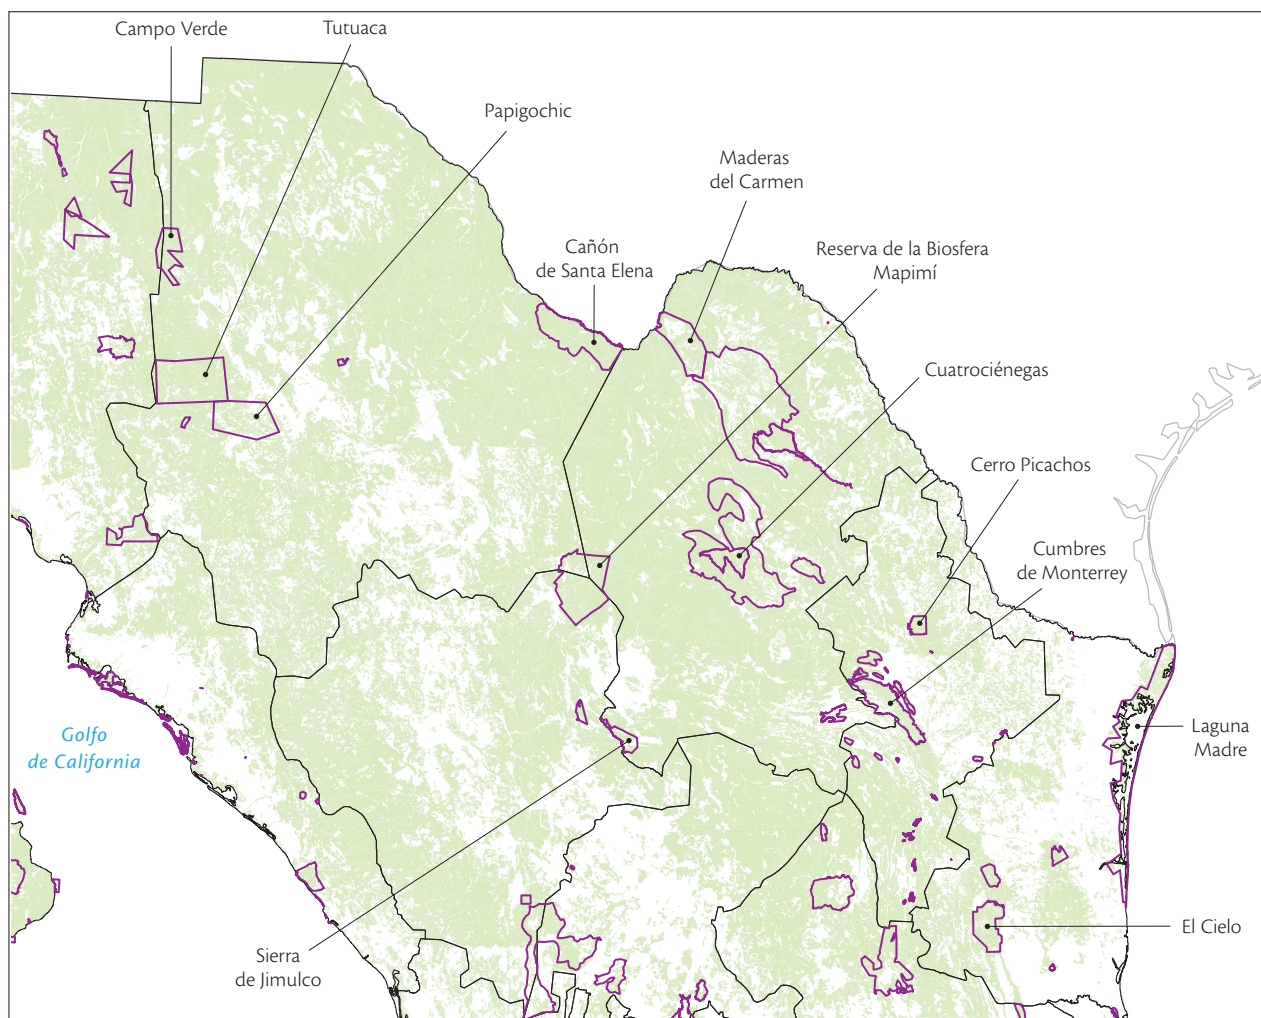 Campo Verde
Tutuaca
Papigochic
Maderas
del Carmen
Cañón
de Santa Elena
Reserva de la Biosfera
Mapimí
Cuatrociénegas
Cerro Picachos
Cumbres
de Monterrey
Golfo
de California
Laguna
Madre
El Cielo
Sierra
de Jimulco